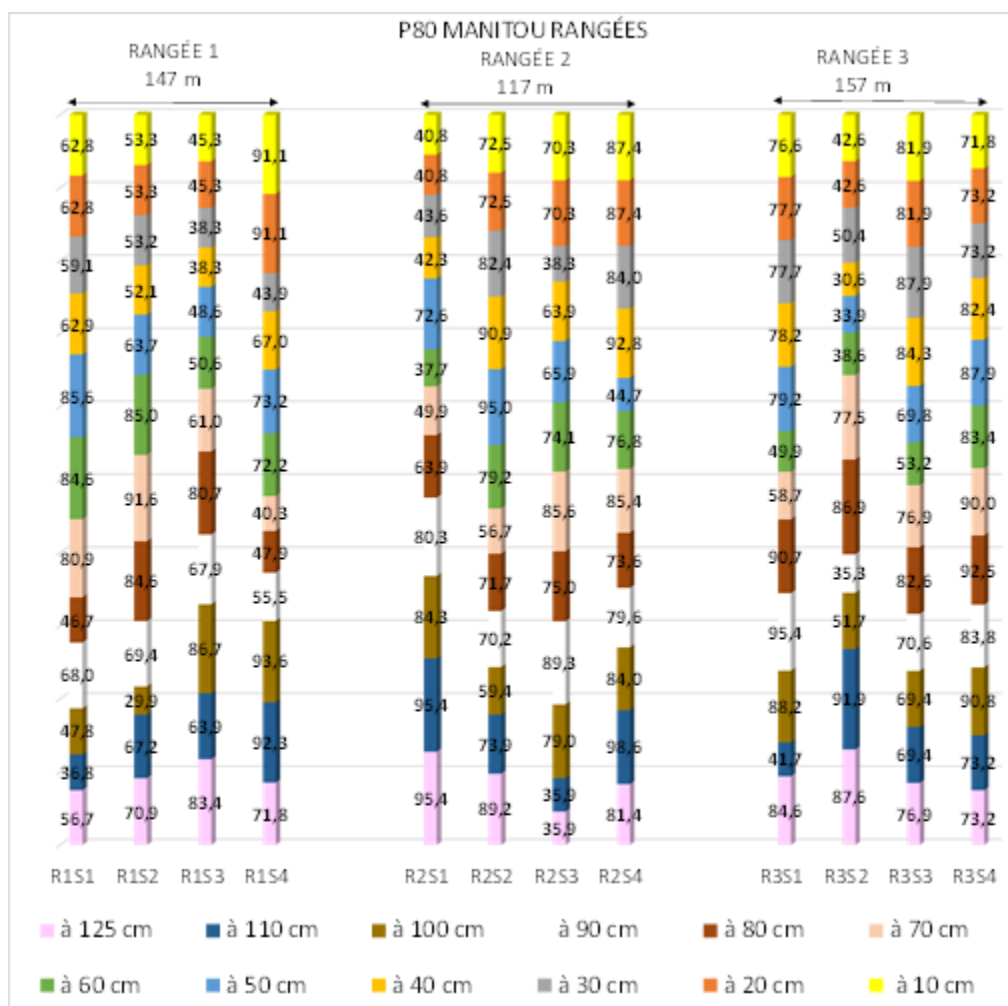 P80 MANITOU RANGÉES
RANGÉE 1
147 m
RANGÉE 2
117 m
RANGÉE 3
157 m
62,8 53,3 45,3 91,1 40,8 72,5 70,3 87,4 76,6 42,6 81,9 71,8
62,8 53,3 45,3 91,1 40,8 72,5 70,3 87,4 77,7 42,6 81,9 73,2
59,1 53,2 38,3 43,9 43,6 82,4 38,3 84,0 77,7 50,4 87,9 73,2
62,9 52,1 38,3 67,0 42,3 90,9 63,9 92,8 78,2 30,6 84,3 82,4
85,6 63,7 48,6 73,2 72,6 95,0 65,9 44,7 79,2 33,9 69,8 87,9
84,6 85,0 50,6 72,2 37,7 79,2 74,1 76,8 49,9 38,6 53,2 83,4
80,9 91,6 61,0 40,3 49,9 56,7 85,6 85,4 58,7 77,5 76,9 90,0
46,7 84,6 80,7 47,9 63,9 71,7 75,0 73,6 90,7 86,9 82,6 92,5
68,0 69,4 67,9 55,5 80,3 70,2 89,3 79,6 95,4 35,3 70,6 83,8
47,8 29,9 86,7 93,6 84,3 59,4 79,0 84,0 88,2 51,7 69,4 90,8
36,8 67,2 63,9 92,3 95,4 73,9 35,9 98,6 41,7 91,9 69,4 73,2
56,7 70,9 83,4 71,8 95,4 89,2 35,9 81,4 84,6 87,6 76,9 73,2
R1S1 R1S2 R1S3 R1S4 R2S1 R2S2 R2S3 R2S4 R3S1 R3S2 R3S3 R3S4
à 125 cm à 110 cm à 100 cm à 90 cm à 80 cm à 70 cm
à 60 cm à 50 cm à 40 cm à 30 cm à 20 cm à 10 cm